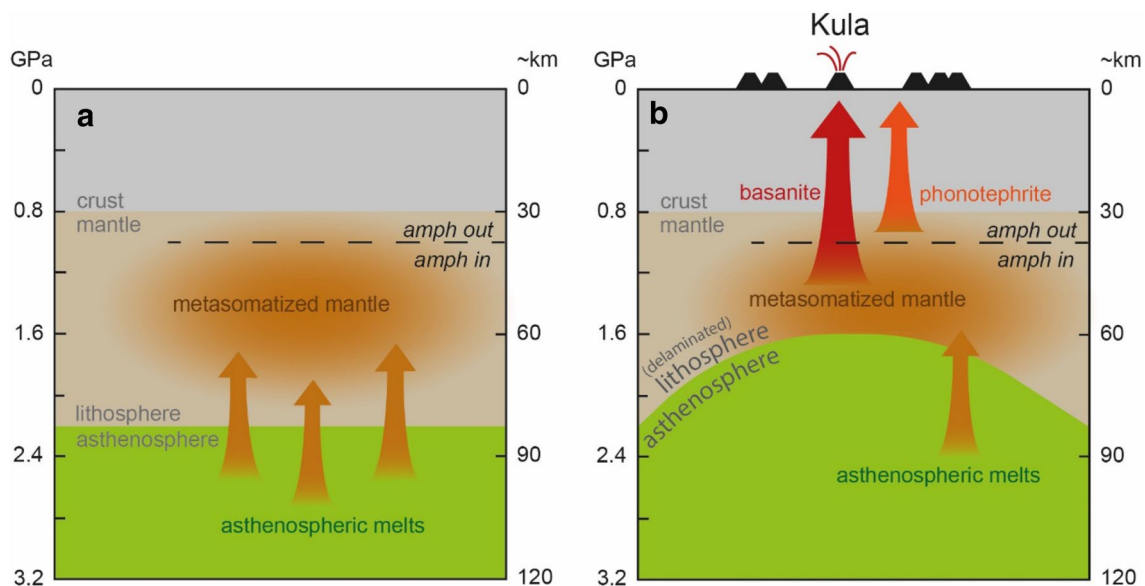 GPa
~km
a
0
0.8
1.6
2.4
3.2
0
30
60
90
120
crust
mantle
amph out
amph in
metasomatized mantle
lithosphere
asthenosphere
asthenospheric melts
Kula
GPa
~km
b
0
0.8
1.6
2.4
3.2
0
30
60
90
120
basanite
phonotephrite
crust
mantle
amph out
amph in
metasomatized mantle
(delaminated)
lithosphere
asthenosphere
asthenospheric melts